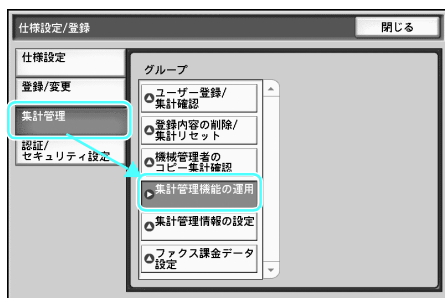 仕様設定/登録
閉じる
仕様設定
登録/変更
集計管理
認証/
セキュリティ設定
グループ
ユーザー登録/
集計確認
登録内容の削除/
集計リセット
機械管理者の
コピー集計確認
集計管理機能の運用
集計管理情報の設定
ファクス課金データ
設定